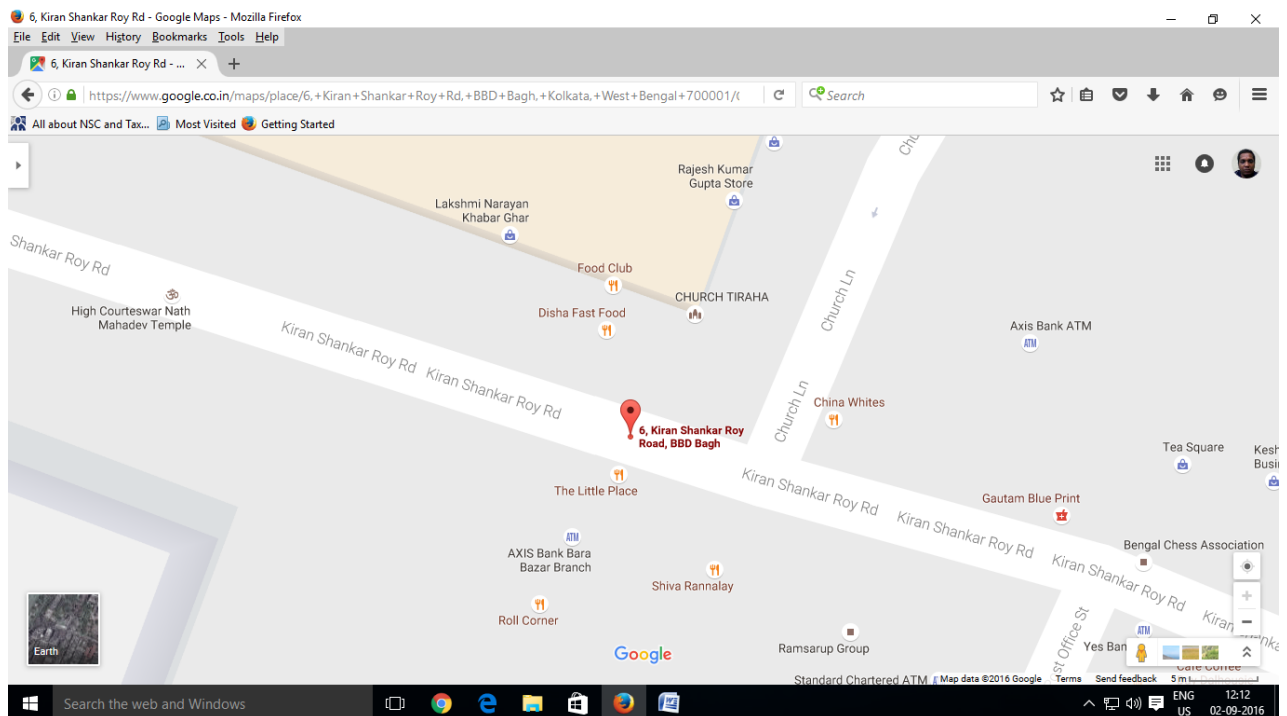 6, Kiran Shankar Roy Rd - Google Maps - Mozilla Firefox
File Edit View History Bookmarks Tools Help
6, Kiran Shankar Roy Rd - ...
https://www.google.co.in/maps/place/6,+Kiran+Shankar+Roy+Rd,+BBD+Bagh,+Kolkata,+West+Bengal+700001/
Search
All about NSC and Tax... Most Visited Getting Started
Rajesh Kumar
Gupta Store
Lakshmi Narayan
Khabar Ghar
Shankar Roy Rd
Food Club
CHURCH TIRAHA
Church Ln
High Courteswar Nath
Mahadev Temple
Disha Fast Food
Axis Bank ATM
ATM
Kiran Shankar Roy Rd
Kiran Shankar Roy Rd
Church Ln
China Whites
6, Kiran Shankar Roy
Road, BBD Bagh
Tea Square
Kesh
Busi
The Little Place
Kiran Shankar Roy Rd
Gautam Blue Print
Kiran Shankar Roy Rd
ATM
AXIS Bank Bara
Bazar Branch
Bengal Chess Association
Kiran Shankar Roy Rd
Shiva Rannalay
Roll Corner
Kiran
st Office St
ATM
Yes Ban
Ramsarup Group
Earth
Google
Standard Chartered ATM
Map data ©2016 Google Terms Send feedback 5 m
Search the web and Windows
ENG
US
12:12
02-09-2016